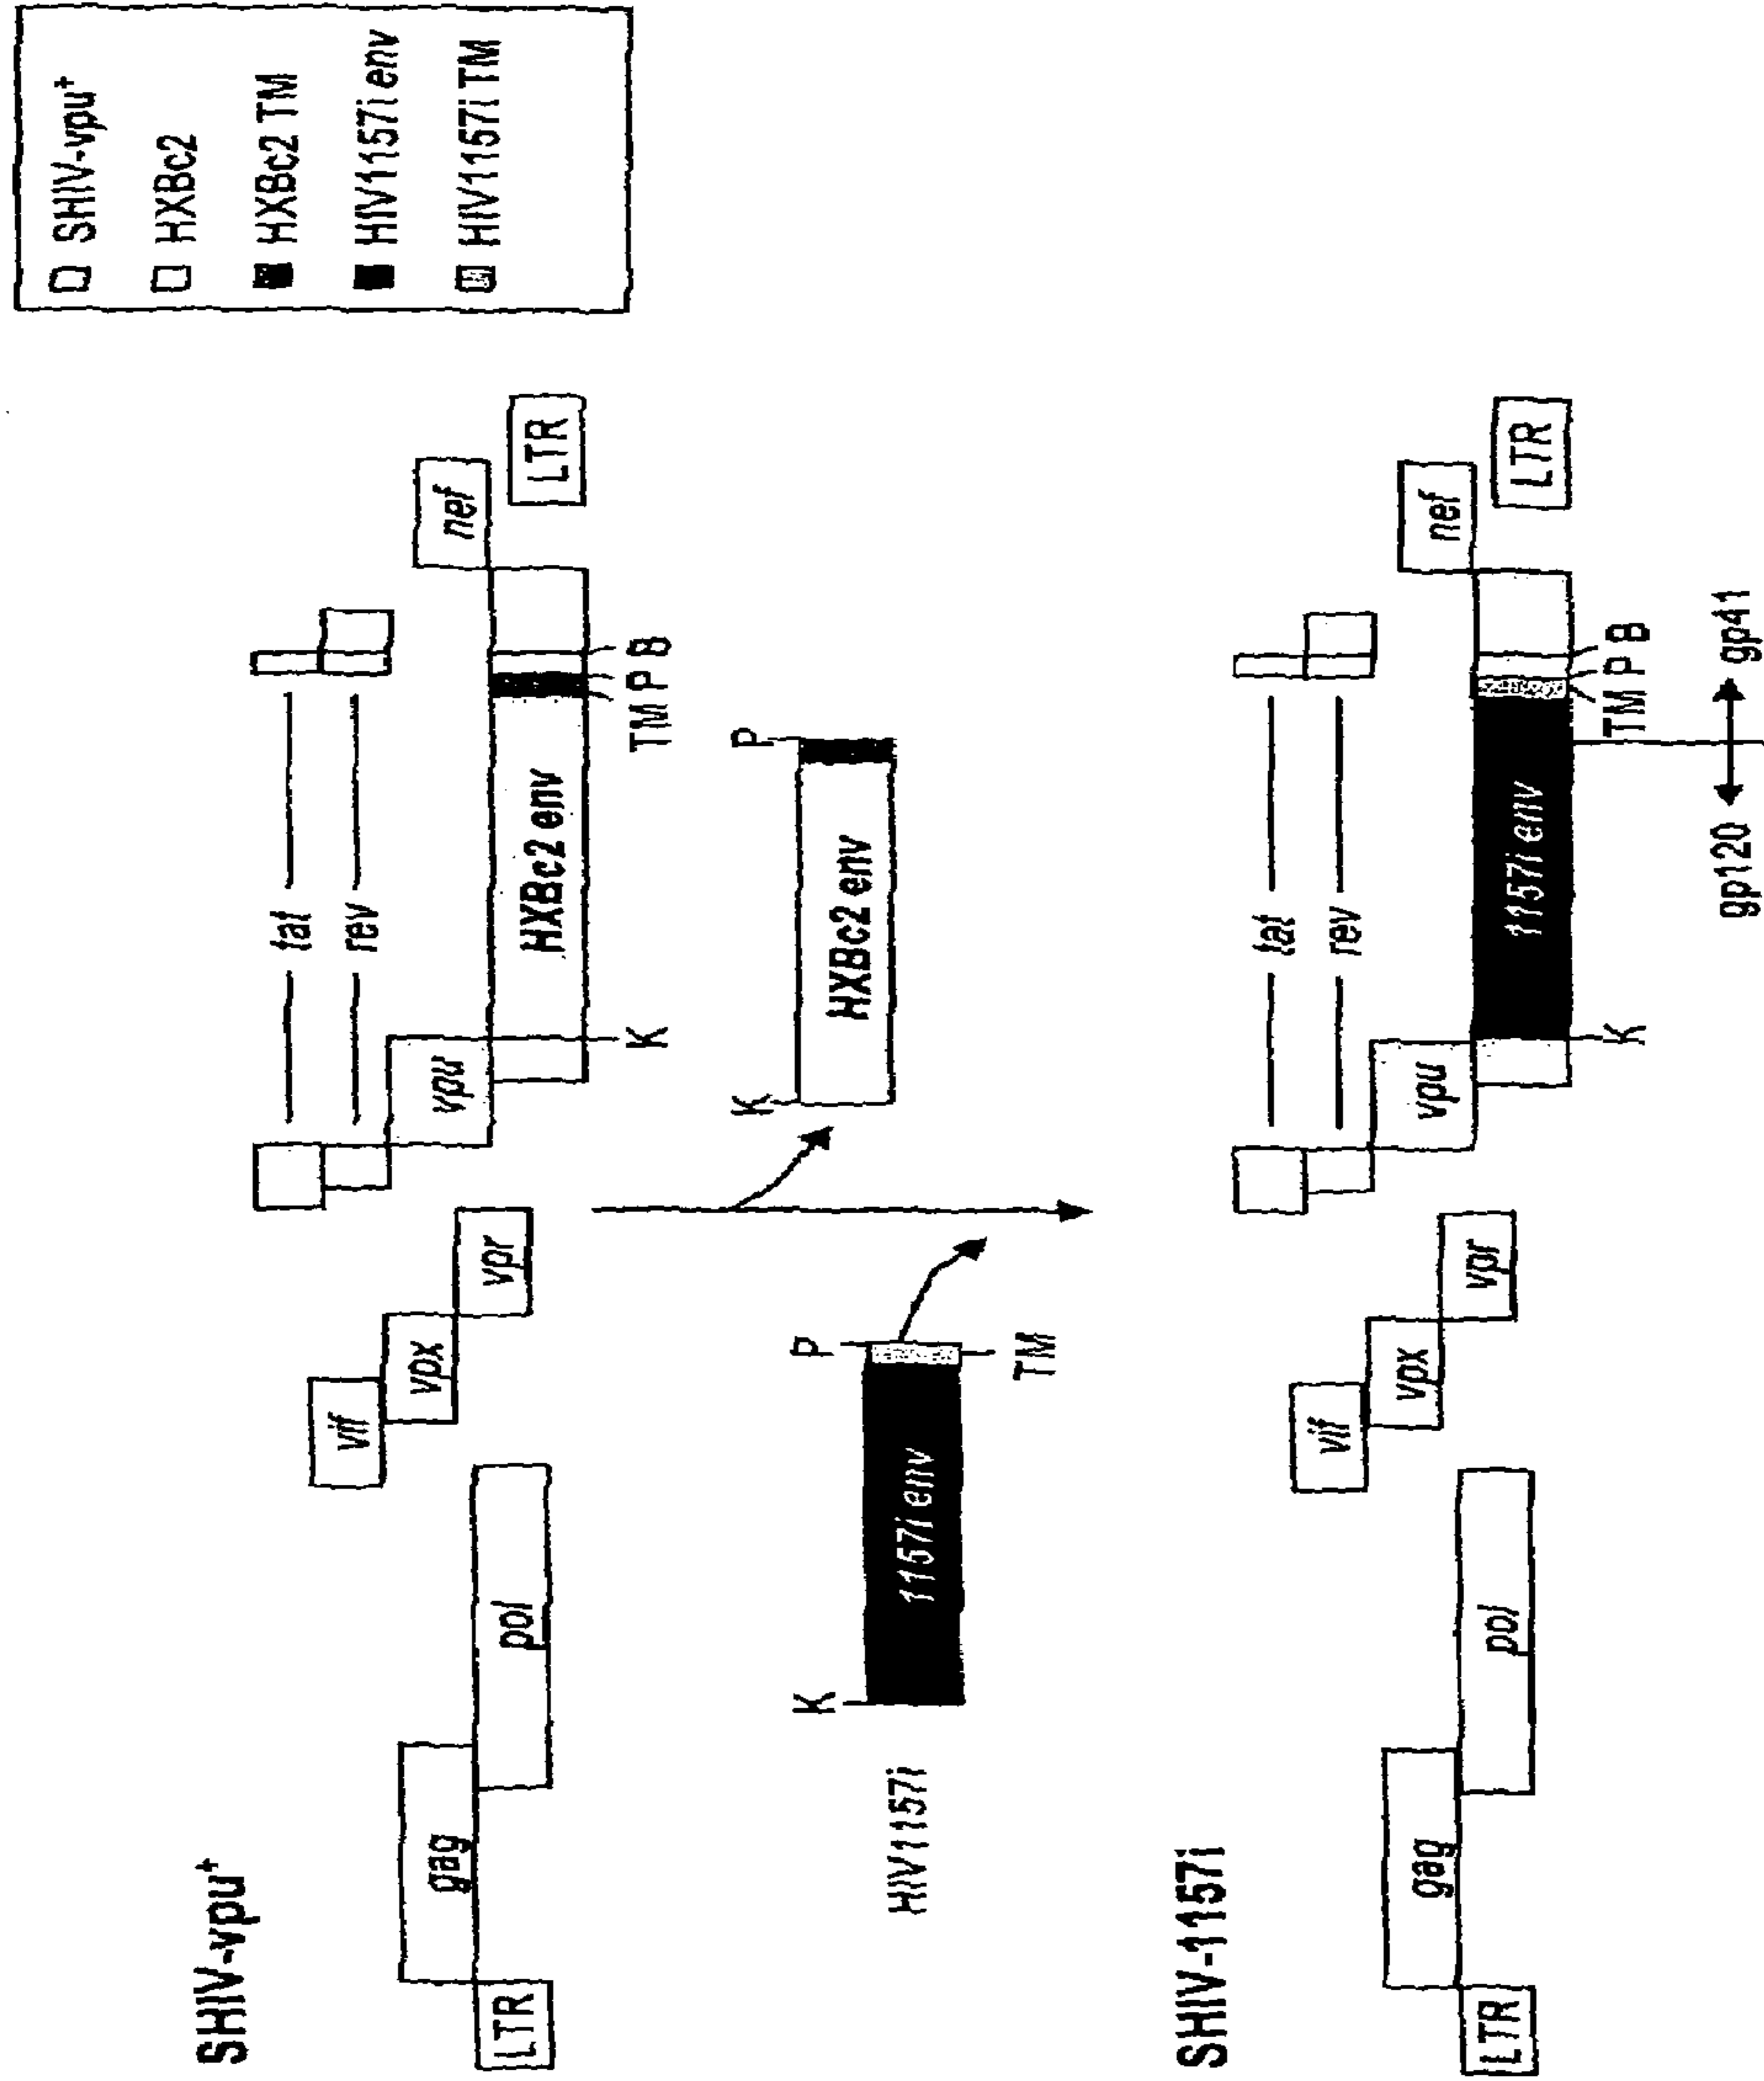 SHIV-vpu⁺
LTR
gag
pol
vif
vpx
vpr
vpu
tat
rev
HXBc2 env
nef
LTR
K
TM P B
SHIV-vpu⁺
HXBc2
HXBc2 TM
HIV1157i env
HIV1157i TM
K
P
HXBc2 env
HIV1157i
K
P
1157i env
TM
SHIV-1157i
LTR
gag
pol
vif
vpx
vpr
vpu
tat
rev
1157i env
nef
LTR
K
TM P B
gp120
gp41